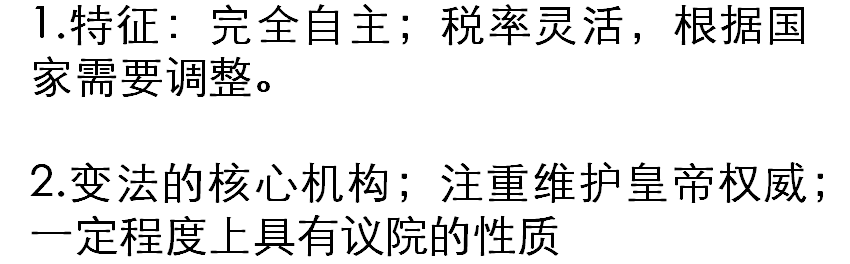 1.特征：完全自主；税率灵活，根据国
家需要调整。
2.变法的核心机构；注重维护皇帝权威；
一定程度上具有议院的性质